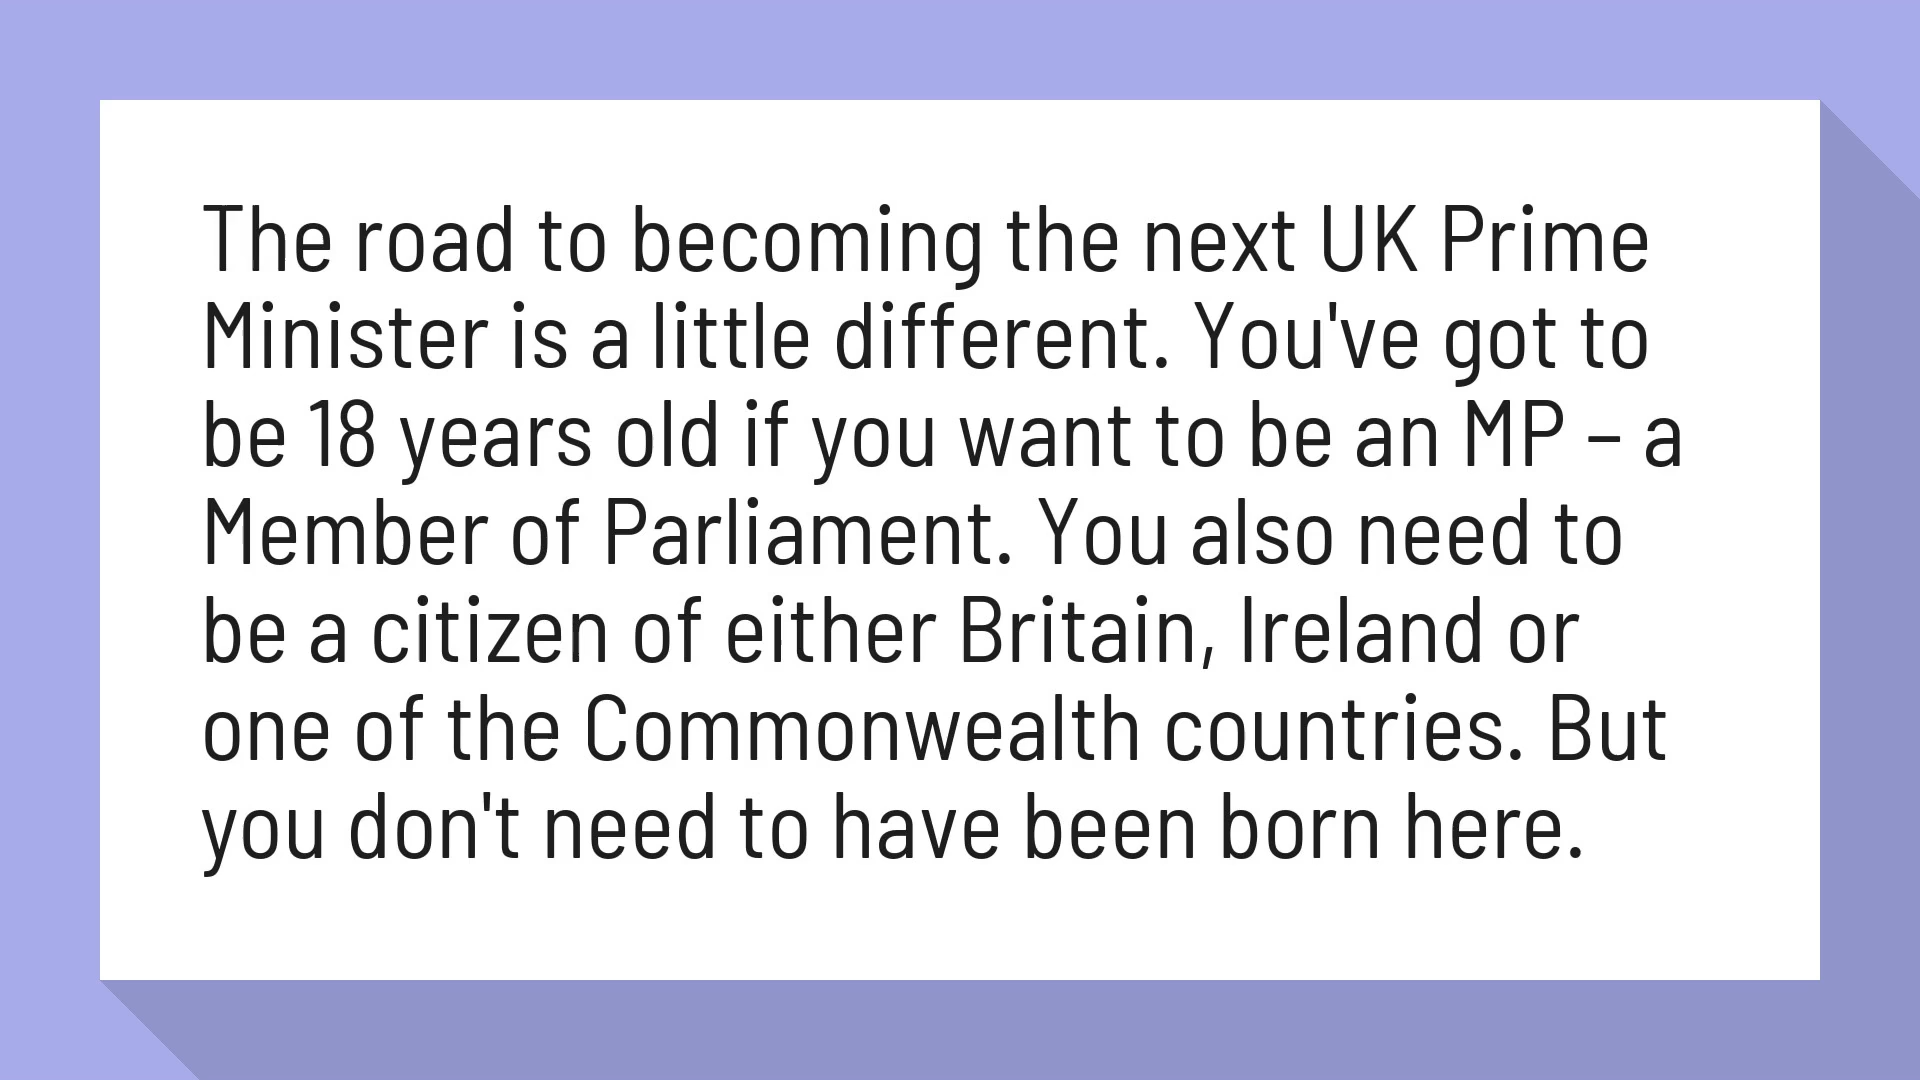 The road to becoming the next UK Prime
Minister is a little different. You've got to
be 18 years old if you want to be an MP – a
Member of Parliament. You also need to
be a citizen of either Britain, Ireland or
one of the Commonwealth countries. But
you don't need to have been born here.